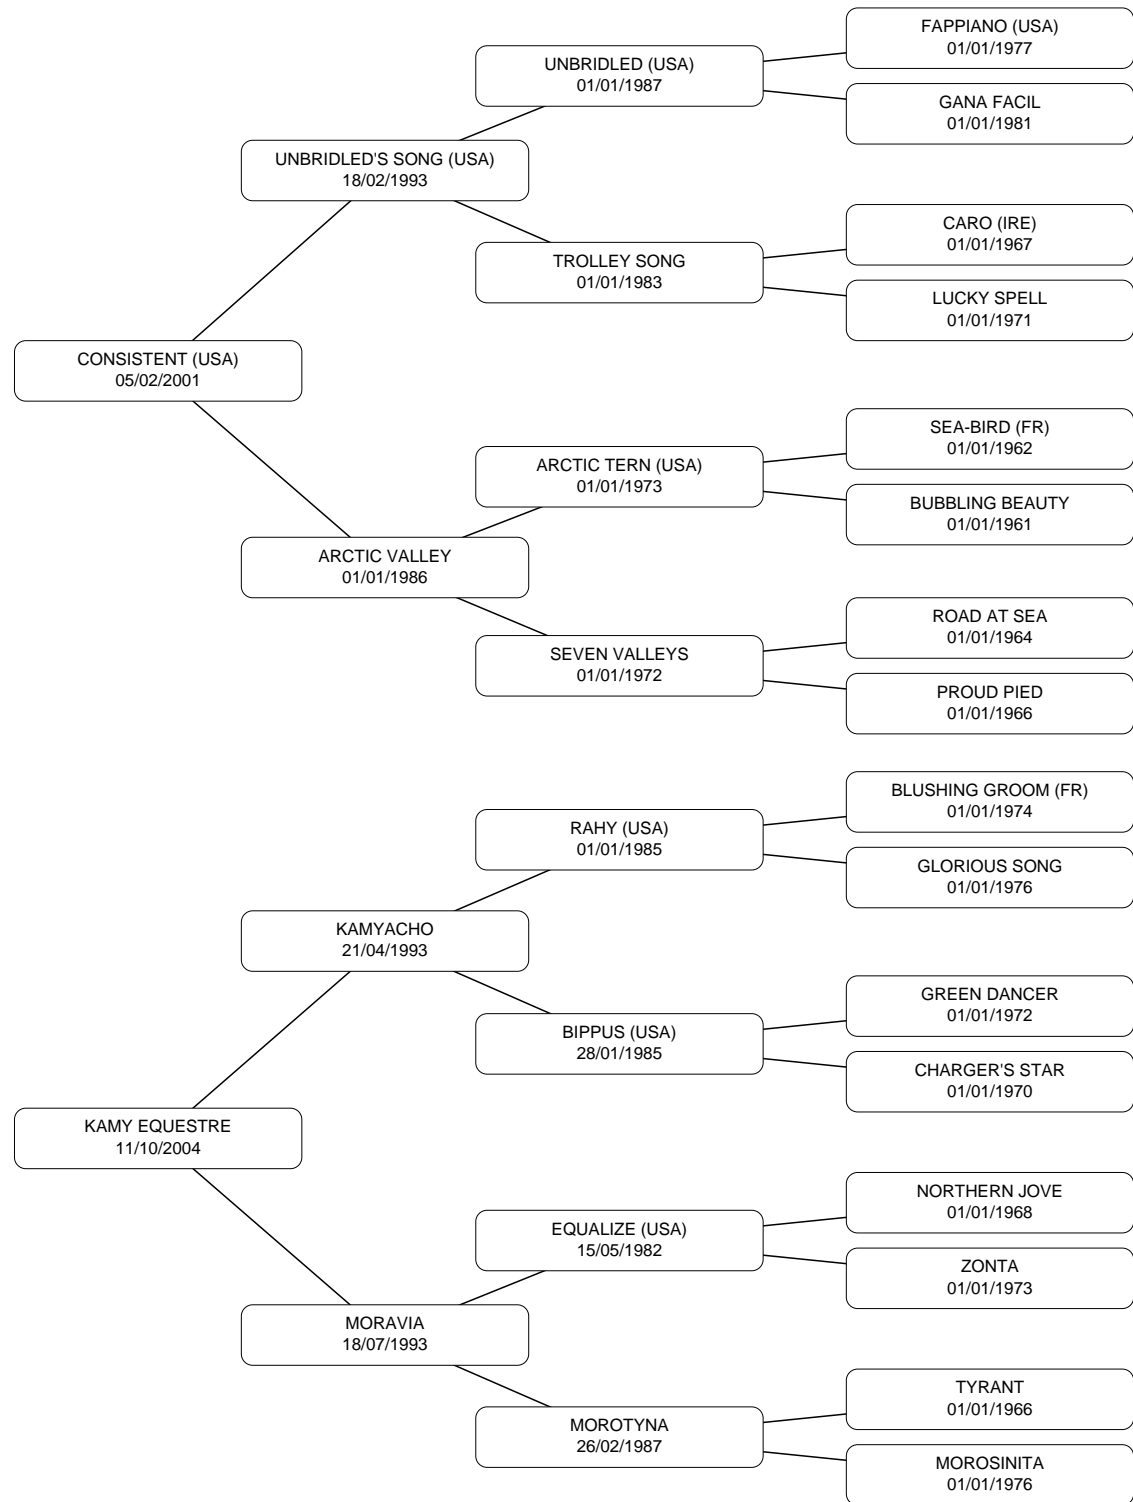 FAPPIANO (USA)
01/01/1977
UNBRIDLED (USA)
01/01/1987
GANA FACIL
01/01/1981
UNBRIDLED'S SONG (USA)
18/02/1993
CARO (IRE)
01/01/1967
TROLLEY SONG
01/01/1983
LUCKY SPELL
01/01/1971
CONSISTENT (USA)
05/02/2001
SEA-BIRD (FR)
01/01/1962
ARCTIC TERN (USA)
01/01/1973
BUBBLING BEAUTY
01/01/1961
ARCTIC VALLEY
01/01/1986
ROAD AT SEA
01/01/1964
SEVEN VALLEYS
01/01/1972
PROUD PIED
01/01/1966
BLUSHING GROOM (FR)
01/01/1974
RAHY (USA)
01/01/1985
GLORIOUS SONG
01/01/1976
KAMYACHO
21/04/1993
GREEN DANCER
01/01/1972
BIPPUS (USA)
28/01/1985
CHARGER'S STAR
01/01/1970
KAMY EQUESTRE
11/10/2004
NORTHERN JOVE
01/01/1968
EQUALIZE (USA)
15/05/1982
ZONTA
01/01/1973
MORAVIA
18/07/1993
TYRANT
01/01/1966
MOROTYNA
26/02/1987
MOROSINITA
01/01/1976